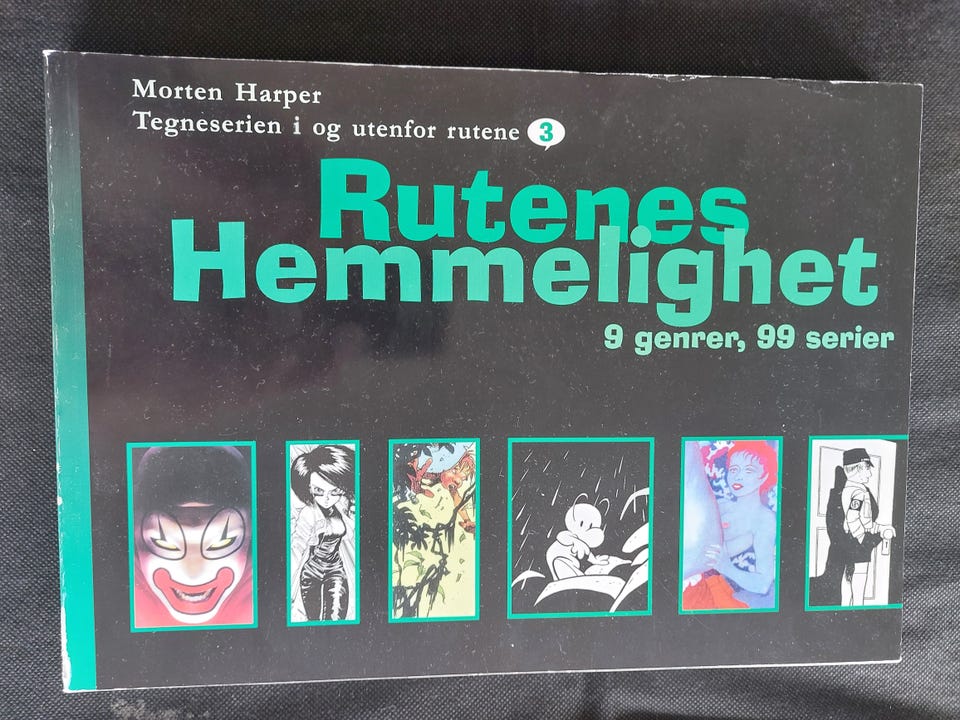 Morten Harper
Tegneserien i og utenfor rutene 3
Rutenes
Hemmelighet
9 genrer, 99 serier